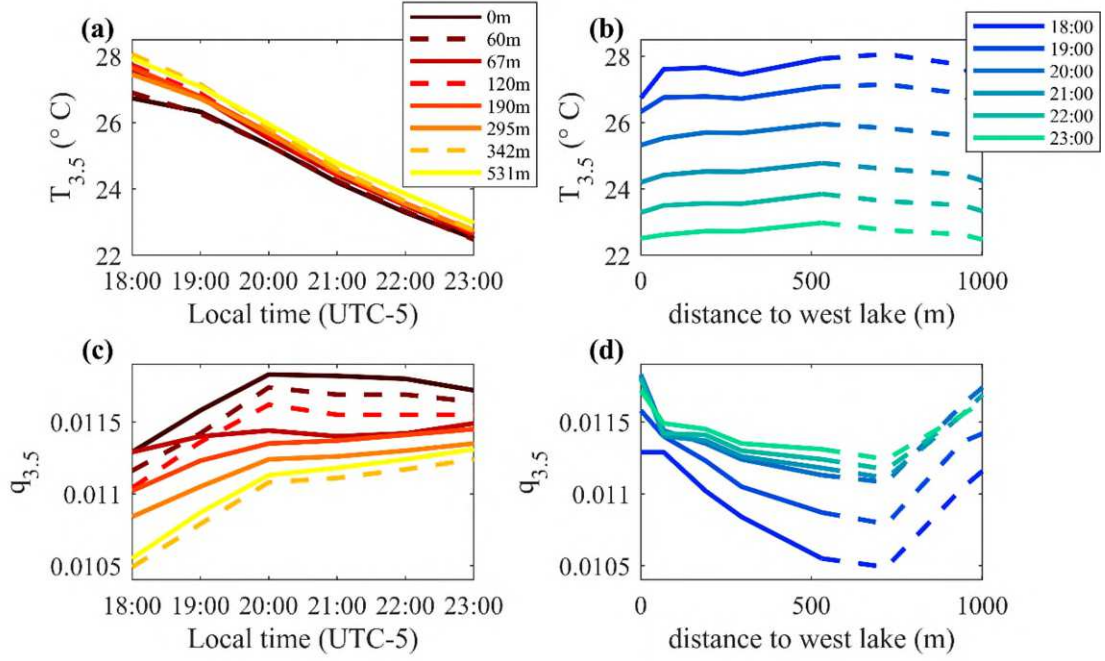 (a)
28
26
24
22
T3.5 (° C)
18:00 19:00 20:00 21:00 22:00 23:00
Local time (UTC-5)
0m
60m
67m
120m
190m
295m
342m
531m
(b)
28
26
24
22
T3.5 (° C)
0 500 1000
distance to west lake (m)
18:00
19:00
20:00
21:00
22:00
23:00
(c)
0.0115
0.011
0.0105
q3.5
18:00 19:00 20:00 21:00 22:00 23:00
Local time (UTC-5)
(d)
0.0115
0.011
0.0105
q3.5
0 500 1000
distance to west lake (m)